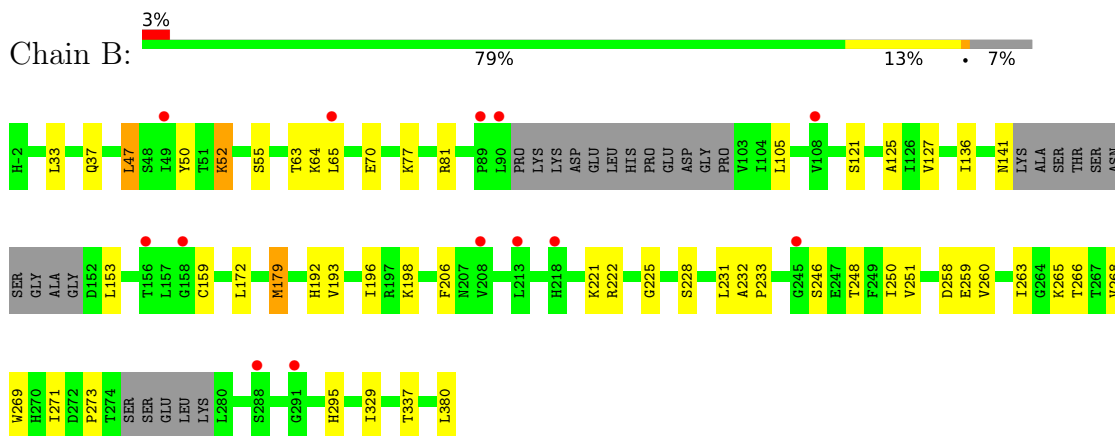 3%
Chain B:
79% 13% • 7%
H-2 L33 Q37 L47 S48 I49 Y50 T51 K52 S55 T63 K64 L65 E70 K77 R81 P89 L90 PRO LYS LYS ASP GLU LEU HIS PRO GLU ASP GLY PRO V103 I104 L105 V108 S121 A125 I126 V127 I136 N141 LYS ALA SER THR SER ASN
SER GLY ALA GLY D152 L153 T156 L157 G158 C159 L172 M179 H192 V193 I196 R197 K198 F206 N207 V208 L213 H218 K221 R222 G225 S228 L231 A232 P233 G245 S246 E247 T248 F249 I250 V251 D258 E259 V260 I263 G264 K265 T266 T267 V268
W269 H270 I271 D272 P273 T274 SER SER GLU LEU LYS L280 S288 G291 H295 I329 T337 L380